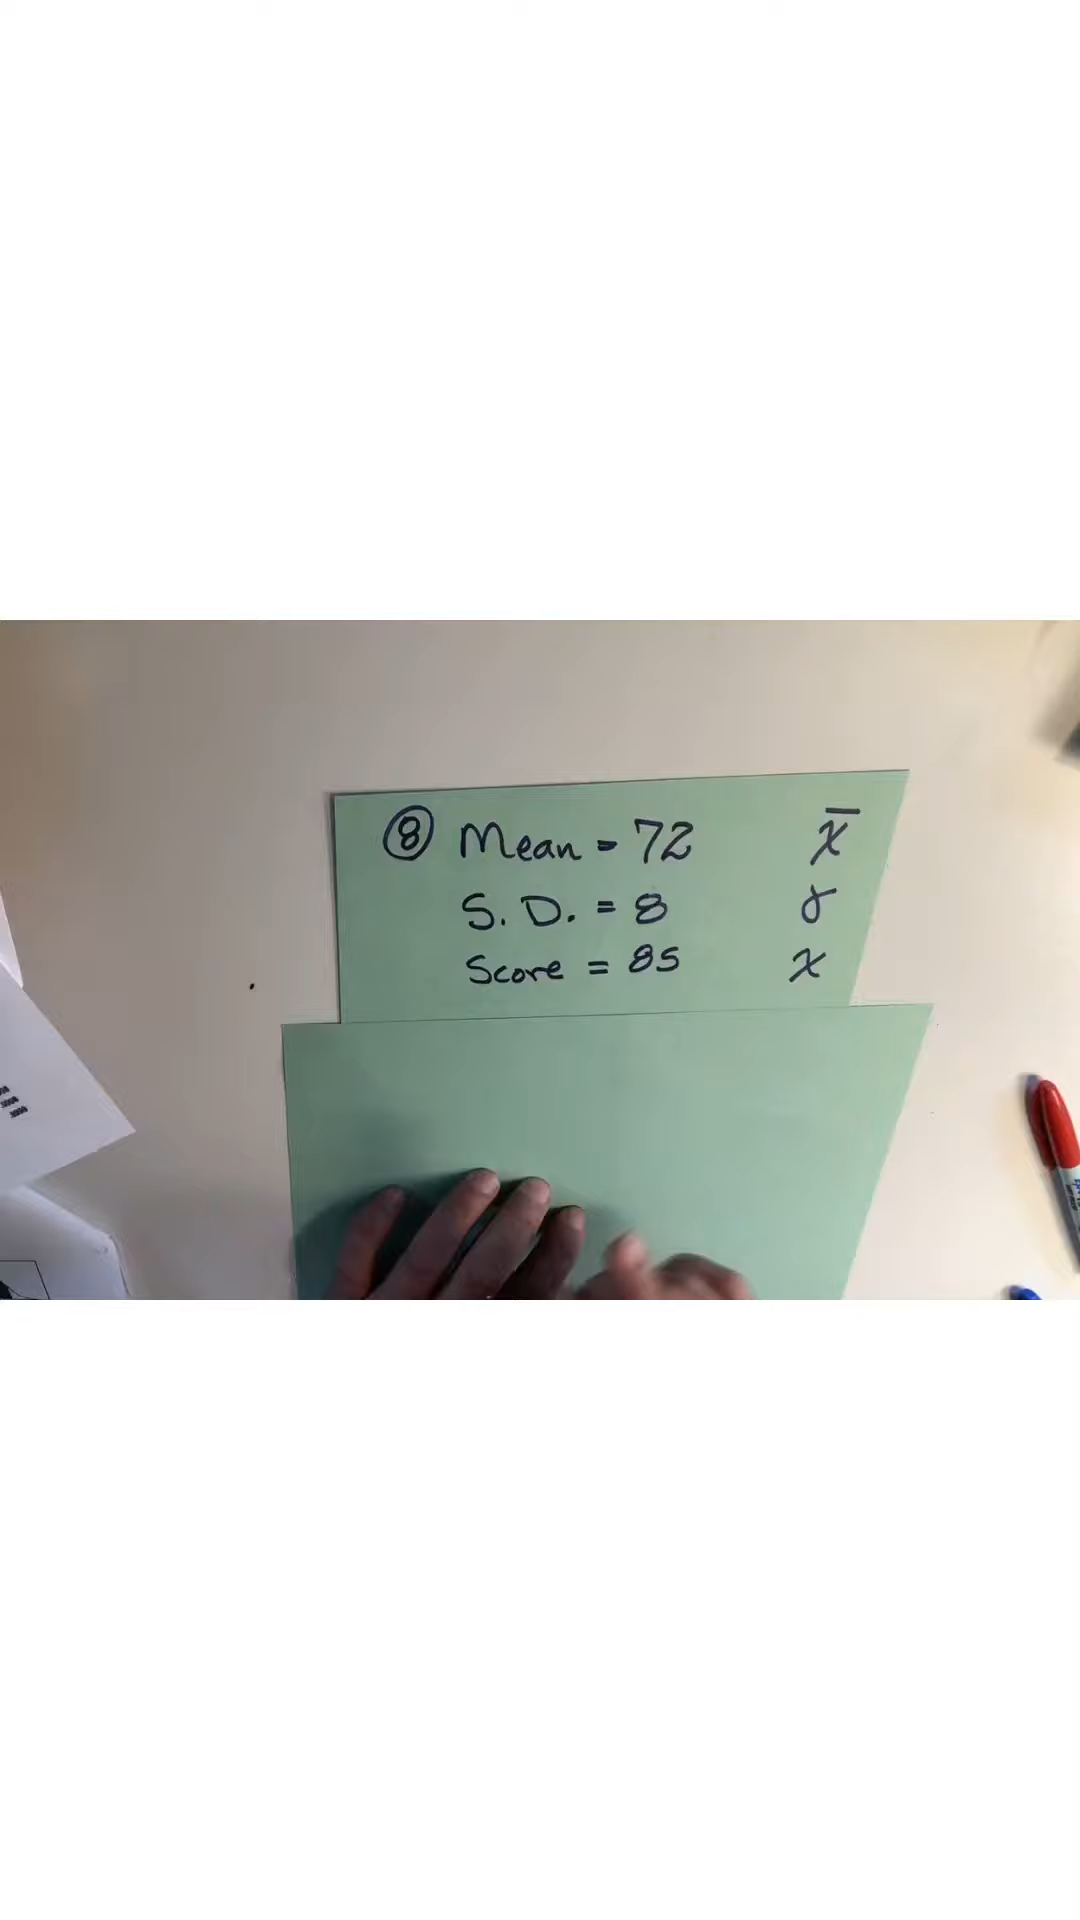 ⑧ Mean = 72 x̄
S. D. = 8 σ
Score = 85 x